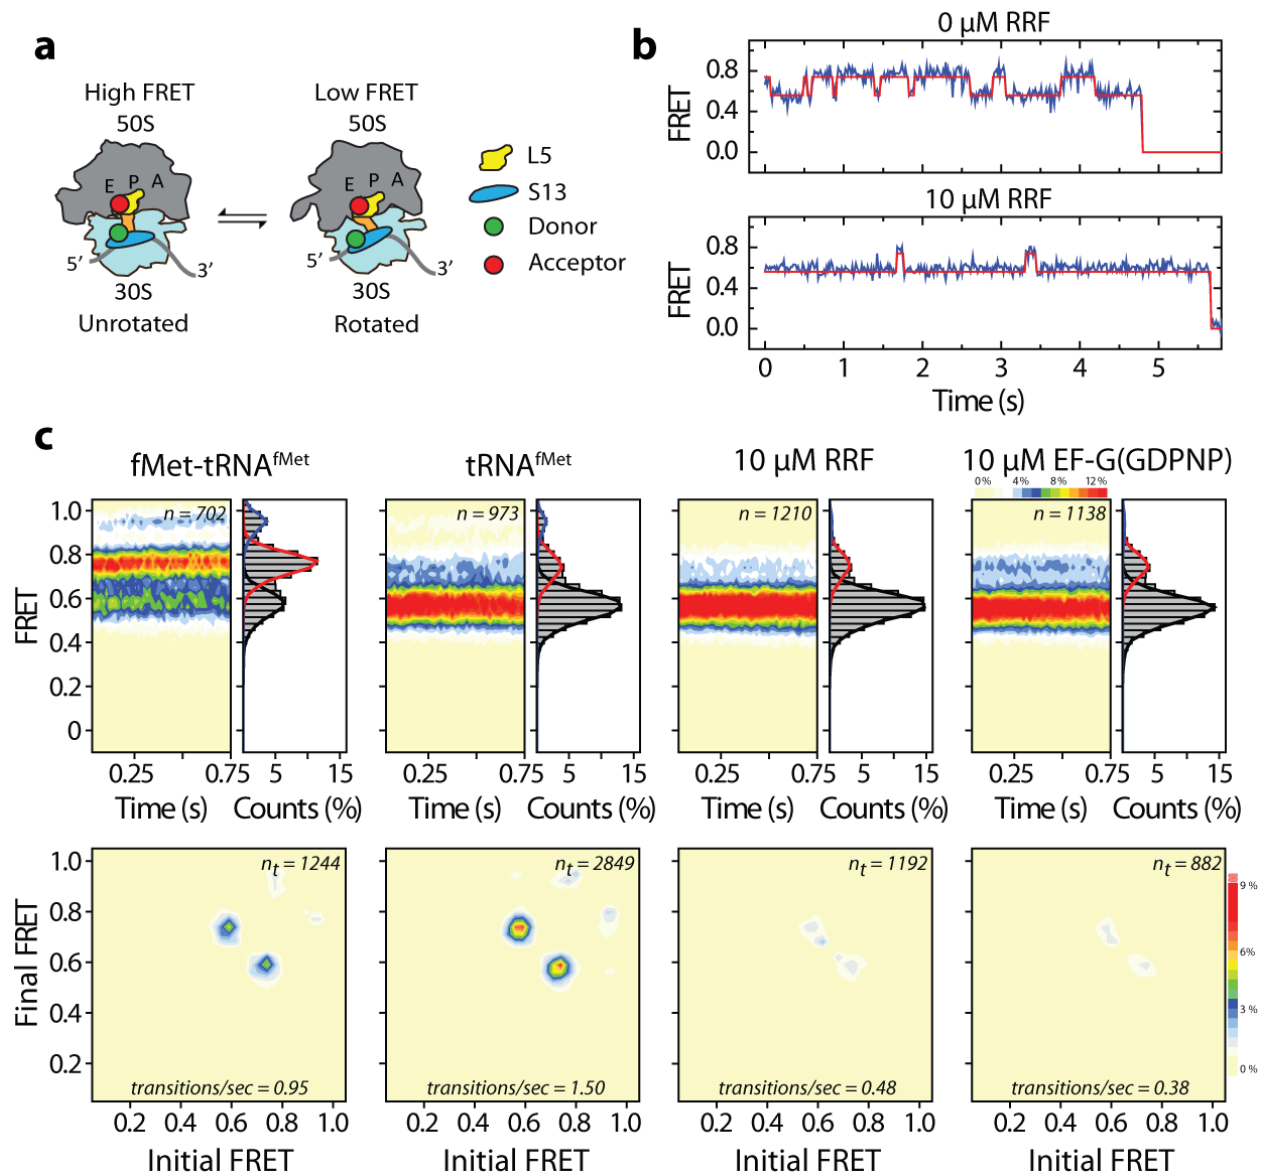 a
High FRET
50S
E P A
5′
3′
30S
Unrotated
Low FRET
50S
E P A
5′
3′
30S
Rotated
L5
S13
Donor
Acceptor
b
0 μM RRF
FRET
0.8
0.4
0.0
10 μM RRF
FRET
0.8
0.4
0.0
0 1 2 3 4 5
Time (s)
c
fMet-tRNAfMet
tRNAfMet
10 μM RRF
10 μM EF-G(GDPNP)
0% 4% 8% 12%
n = 702
n = 973
n = 1210
n = 1138
FRET
1.0
0.8
0.6
0.4
0.2
0
0.25 0.75 5 15
0.25 0.75 5 15
0.25 0.75 5 15
0.25 0.75 5 15
Time (s) Counts (%)
Time (s) Counts (%)
Time (s) Counts (%)
Time (s) Counts (%)
nt = 1244
nt = 2849
nt = 1192
nt = 882
Final FRET
1.0
0.8
0.6
0.4
0.2
transitions/sec = 0.95
transitions/sec = 1.50
transitions/sec = 0.48
transitions/sec = 0.38
9 %
6 %
3 %
0 %
0.2 0.4 0.6 0.8 1.0
0.2 0.4 0.6 0.8 1.0
0.2 0.4 0.6 0.8 1.0
0.2 0.4 0.6 0.8 1.0
Initial FRET
Initial FRET
Initial FRET
Initial FRET